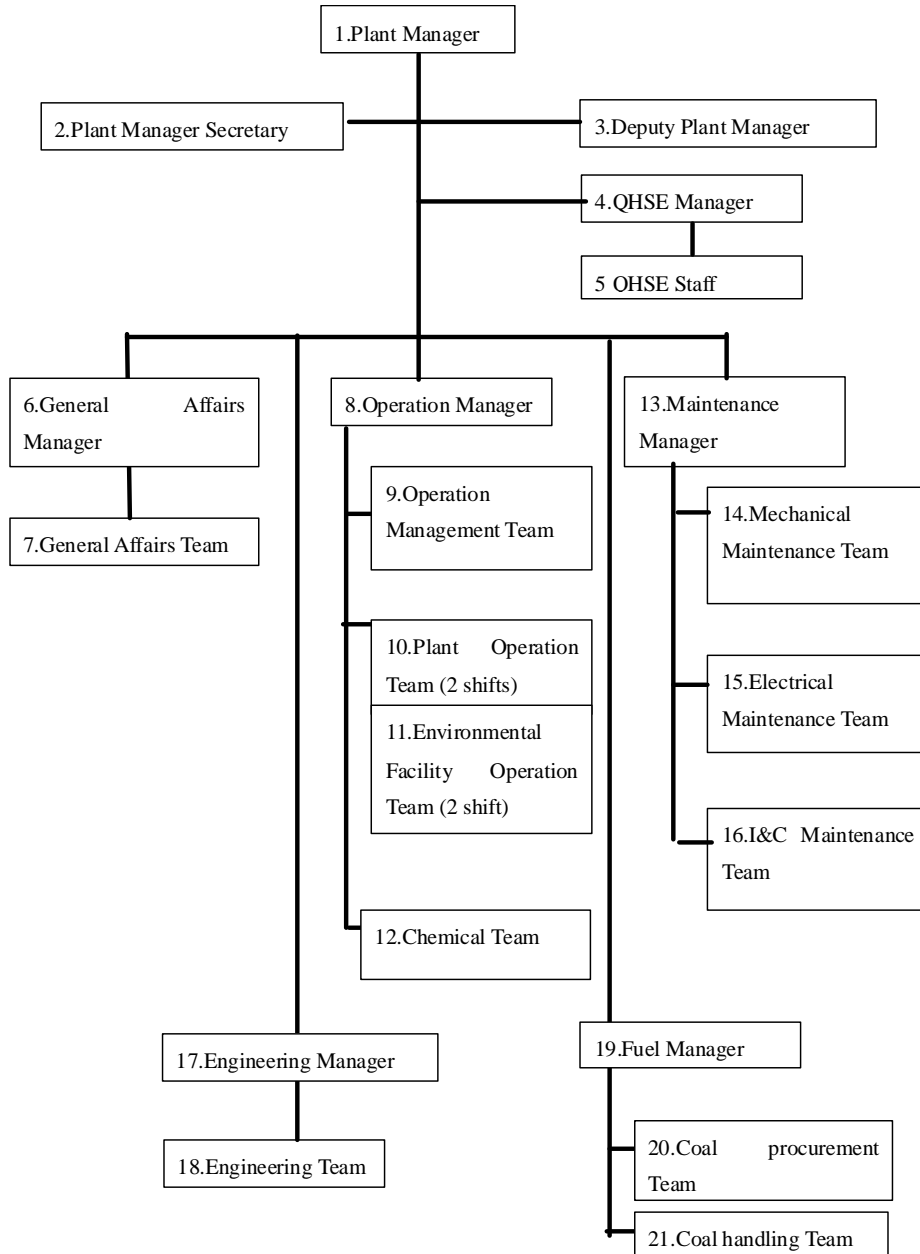 1.Plant Manager
2.Plant Manager Secretary
3.Deputy Plant Manager
4.QHSE Manager
5 QHSE Staff
6.General Affairs
Manager
7.General Affairs Team
8.Operation Manager
9.Operation
Management Team
10.Plant Operation
Team (2 shifts)
11.Environmental
Facility Operation
Team (2 shift)
12.Chemical Team
13.Maintenance
Manager
14.Mechanical
Maintenance Team
15.Electrical
Maintenance Team
16.I&C Maintenance
Team
17.Engineering Manager
18.Engineering Team
19.Fuel Manager
20.Coal procurement
Team
21.Coal handling Team